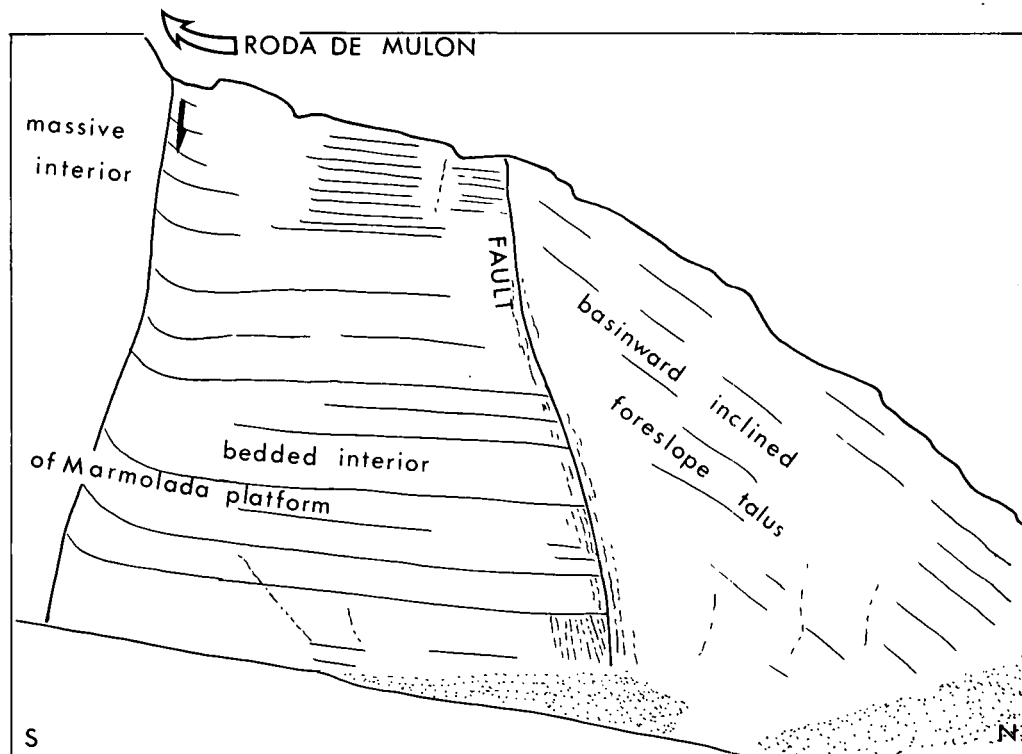 RODA DE MULON
massive
interior
FAULT
basinward inclined
foreslope talus
bedded interior
of Marmolada platform
S
N